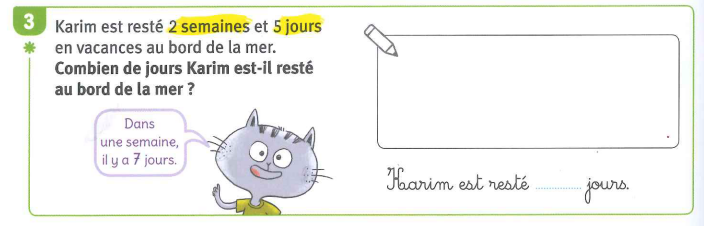 3
Karim est resté 2 semaines et 5 jours
en vacances au bord de la mer.
Combien de jours Karim est-il resté
au bord de la mer ?
Dans
une semaine,
il y a 7 jours.
Karim est resté ............ jours.